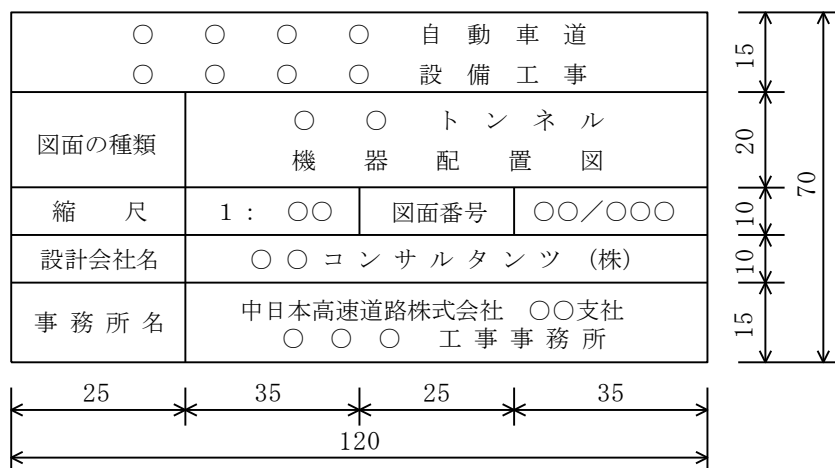 ○ ○ ○ ○ 自 動 車 道
○ ○ ○ ○ 設 備 工 事
図面の種類
○ ○ ト ン ネ ル
機 器 配 置 図
縮 尺 1： ○○ 図面番号 ○○／○○○
設計会社名 ○ ○ コ ン サ ル タ ン ツ (株)
事 務 所 名
中日本高速道路株式会社 ○○支社
○ ○ ○ 工 事 事 務 所
15
20
10
10
15
70
25 35 25 35
120